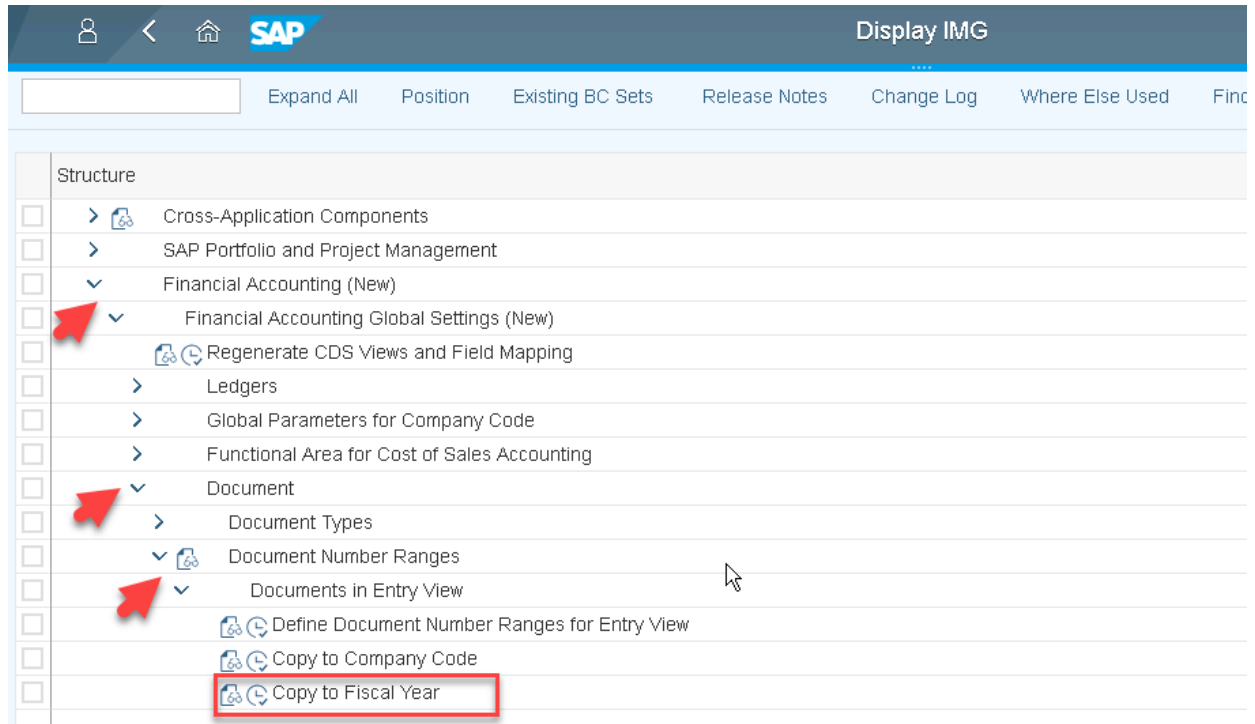 SAP Display IMG
Expand All Position Existing BC Sets Release Notes Change Log Where Else Used
Structure
Cross-Application Components
SAP Portfolio and Project Management
Financial Accounting (New)
Financial Accounting Global Settings (New)
Regenerate CDS Views and Field Mapping
Ledgers
Global Parameters for Company Code
Functional Area for Cost of Sales Accounting
Document
Document Types
Document Number Ranges
Documents in Entry View
Define Document Number Ranges for Entry View
Copy to Company Code
Copy to Fiscal Year